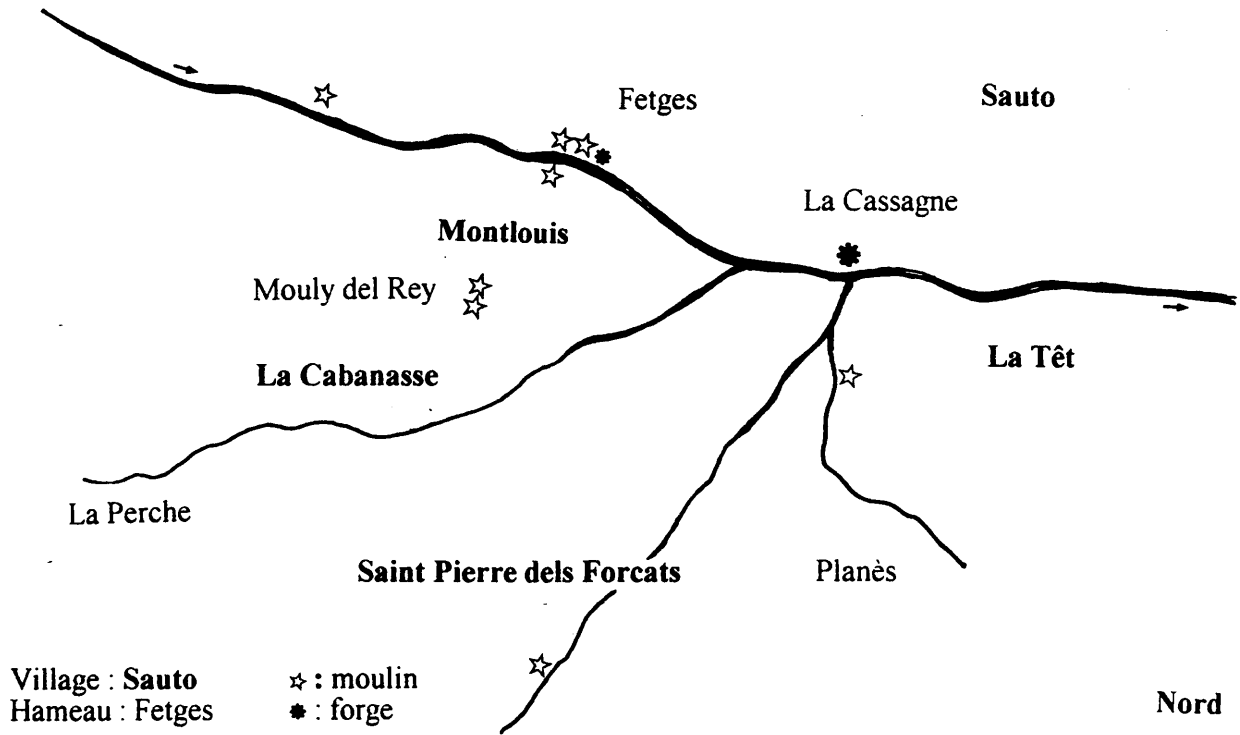 Fetges
Sauto
La Cassagne
Montlouis
Mouly del Rey
La Têt
La Cabanasse
La Perche
Saint Pierre dels Forcats
Planès
Village : Sauto
☆ : moulin
Hameau : Fetges
✸ : forge
Nord